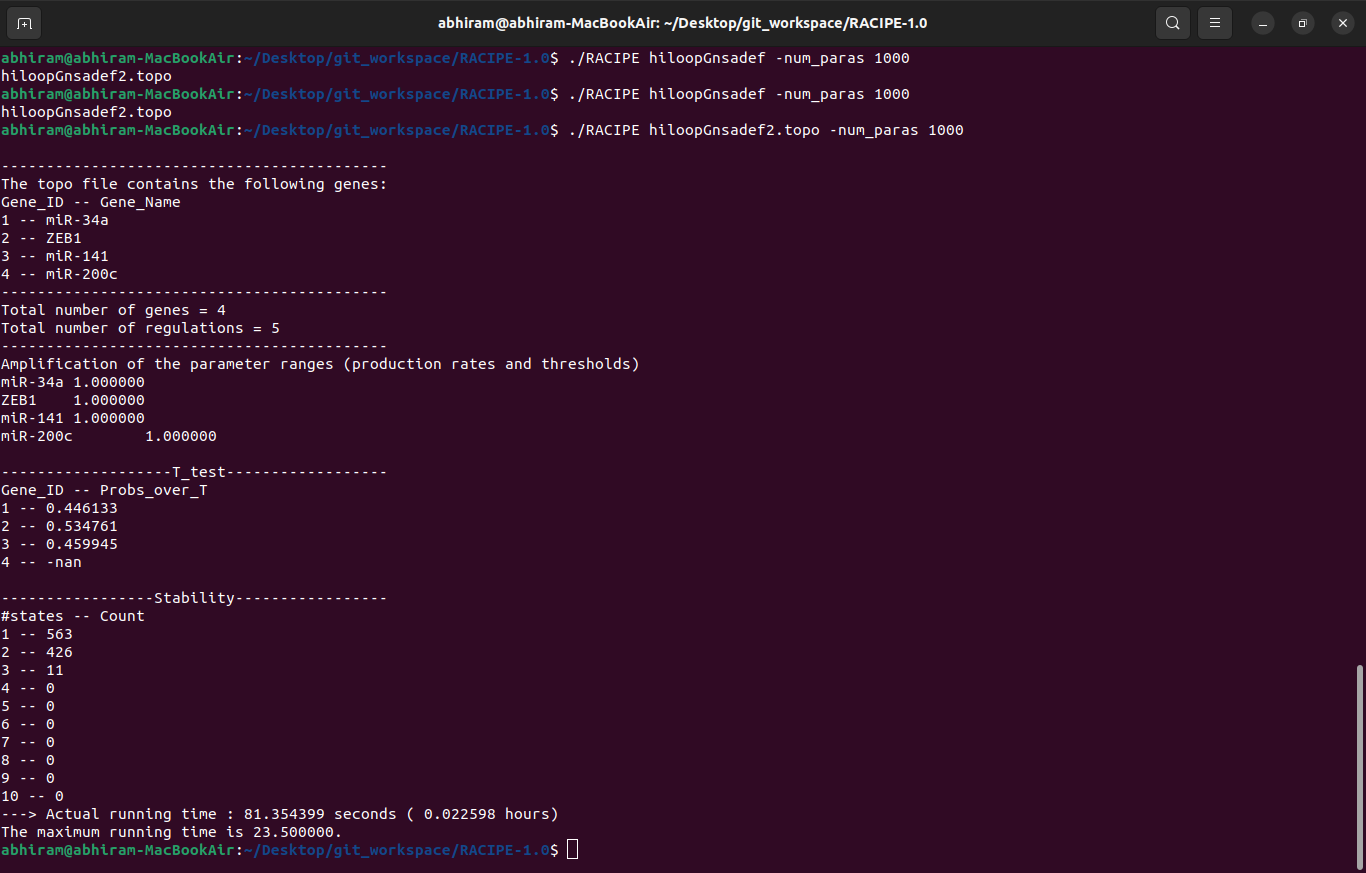 abhiram@abhiram-MacBookAir: ~/Desktop/git_workspace/RACIPE-1.0
abhiram@abhiram-MacBookAir:~/Desktop/git_workspace/RACIPE-1.0$ ./RACIPE hiloopGnsadef -num_paras 1000
hiloopGnsadef2.topo
abhiram@abhiram-MacBookAir:~/Desktop/git_workspace/RACIPE-1.0$ ./RACIPE hiloopGnsadef -num_paras 1000
hiloopGnsadef2.topo
abhiram@abhiram-MacBookAir:~/Desktop/git_workspace/RACIPE-1.0$ ./RACIPE hiloopGnsadef2.topo -num_paras 1000
-------------------------------------------
The topo file contains the following genes:
Gene_ID -- Gene_Name
1 -- miR-34a
2 -- ZEB1
3 -- miR-141
4 -- miR-200c
-------------------------------------------
Total number of genes = 4
Total number of regulations = 5
-------------------------------------------
Amplification of the parameter ranges (production rates and thresholds)
miR-34a 1.000000
ZEB1    1.000000
miR-141 1.000000
miR-200c        1.000000
-------------------T_test------------------
Gene_ID -- Probs_over_T
1 -- 0.446133
2 -- 0.534761
3 -- 0.459945
4 -- -nan
-----------------Stability-----------------
#states -- Count
1 -- 563
2 -- 426
3 -- 11
4 -- 0
5 -- 0
6 -- 0
7 -- 0
8 -- 0
9 -- 0
10 -- 0
---> Actual running time : 81.354399 seconds ( 0.022598 hours)
The maximum running time is 23.500000.
abhiram@abhiram-MacBookAir:~/Desktop/git_workspace/RACIPE-1.0$